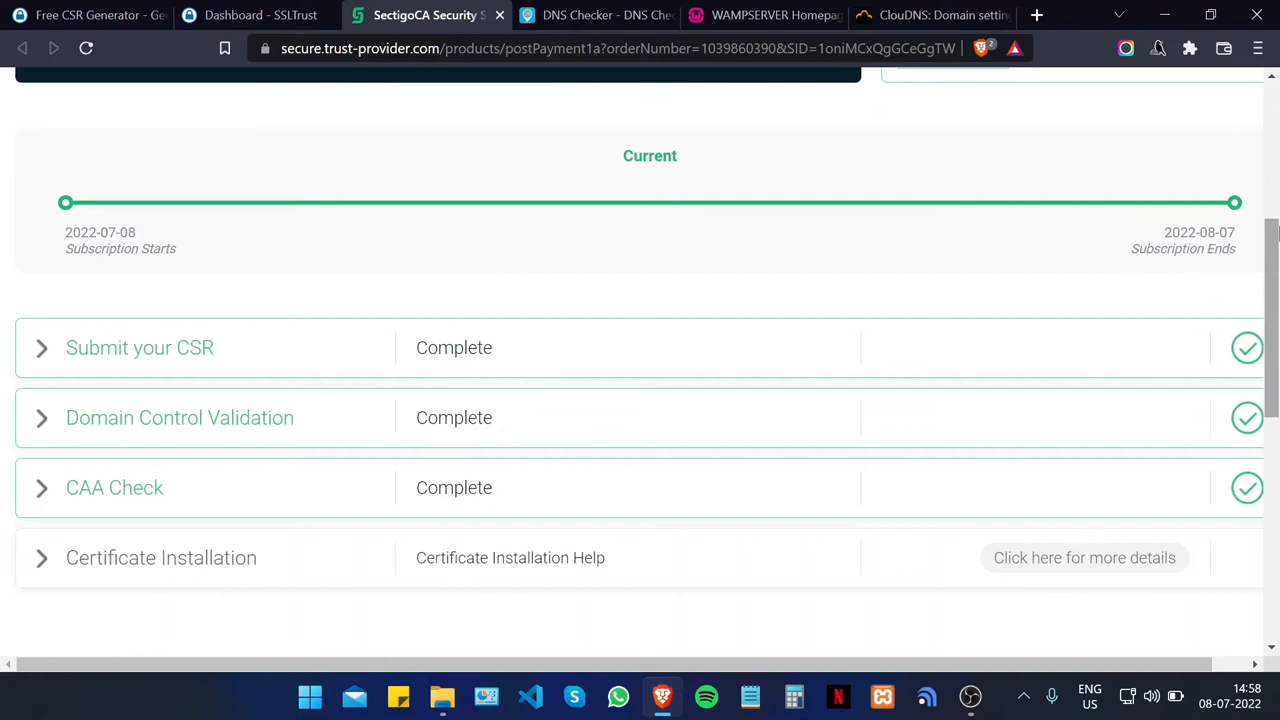 Free CSR Generator - Ge
Dashboard - SSLTrust
SectigoCA Security S
DNS Checker - DNS Che
WAMPSERVER Homepag
ClouDNS: Domain settin
secure.trust-provider.com/products/postPayment1a?orderNumber=1039860390&SID=1oniMCxQgGCeGgTW
2
Current
2022-07-08
2022-08-07
Subscription Starts
Subscription Ends
Submit your CSR
Complete
Domain Control Validation
Complete
CAA Check
Complete
Certificate Installation
Certificate Installation Help
Click here for more details
ENG
US
14:58
08-07-2022